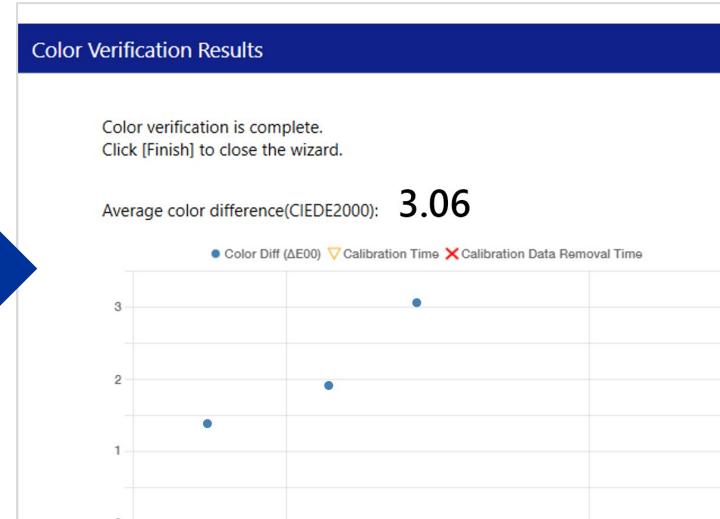 Color Verification Results
Color verification is complete.
Click [Finish] to close the wizard.
Average color difference(CIEDE2000): 3.06
Color Diff (ΔE00) Calibration Time Calibration Data Removal Time
3
2
1